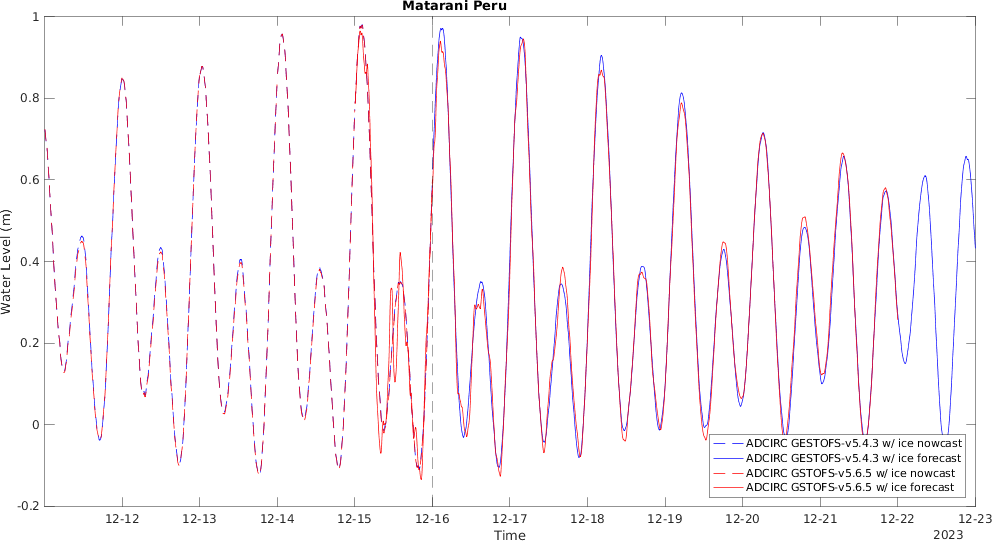 Matarani Peru
1
0.8
0.6
0.4
0.2
0
-0.2
Water Level (m)
12-12
12-13
12-14
12-15
12-16
12-17
12-18
12-19
12-20
12-21
12-22
12-23
Time
2023
ADCIRC GESTOFS-v5.4.3 w/ ice nowcast
ADCIRC GESTOFS-v5.4.3 w/ ice forecast
ADCIRC GSTOFS-v5.6.5 w/ ice nowcast
ADCIRC GSTOFS-v5.6.5 w/ ice forecast